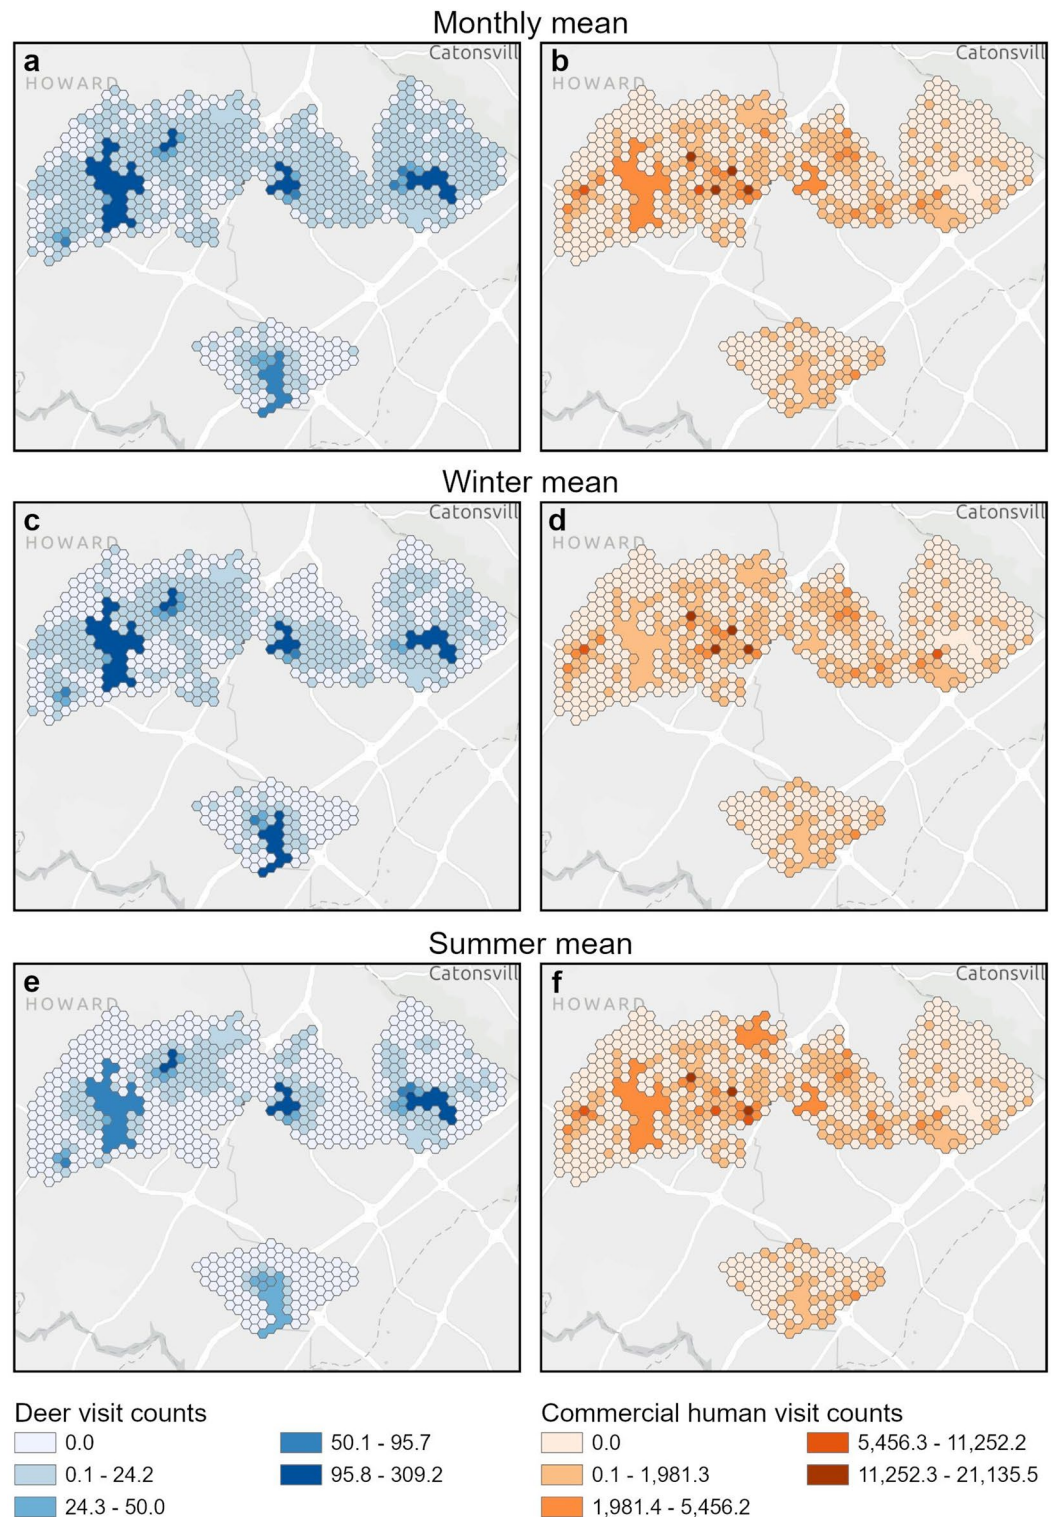 Monthly mean
a
Catonsvill
HOWARD
b
Catonsvill
HOWARD
Winter mean
c
Catonsvill
HOWARD
d
Catonsvill
HOWARD
Summer mean
e
Catonsvill
HOWARD
f
Catonsvill
HOWARD
Deer visit counts
0.0
50.1 - 95.7
0.1 - 24.2
95.8 - 309.2
24.3 - 50.0
Commercial human visit counts
0.0
5,456.3 - 11,252.2
0.1 - 1,981.3
11,252.3 - 21,135.5
1,981.4 - 5,456.2